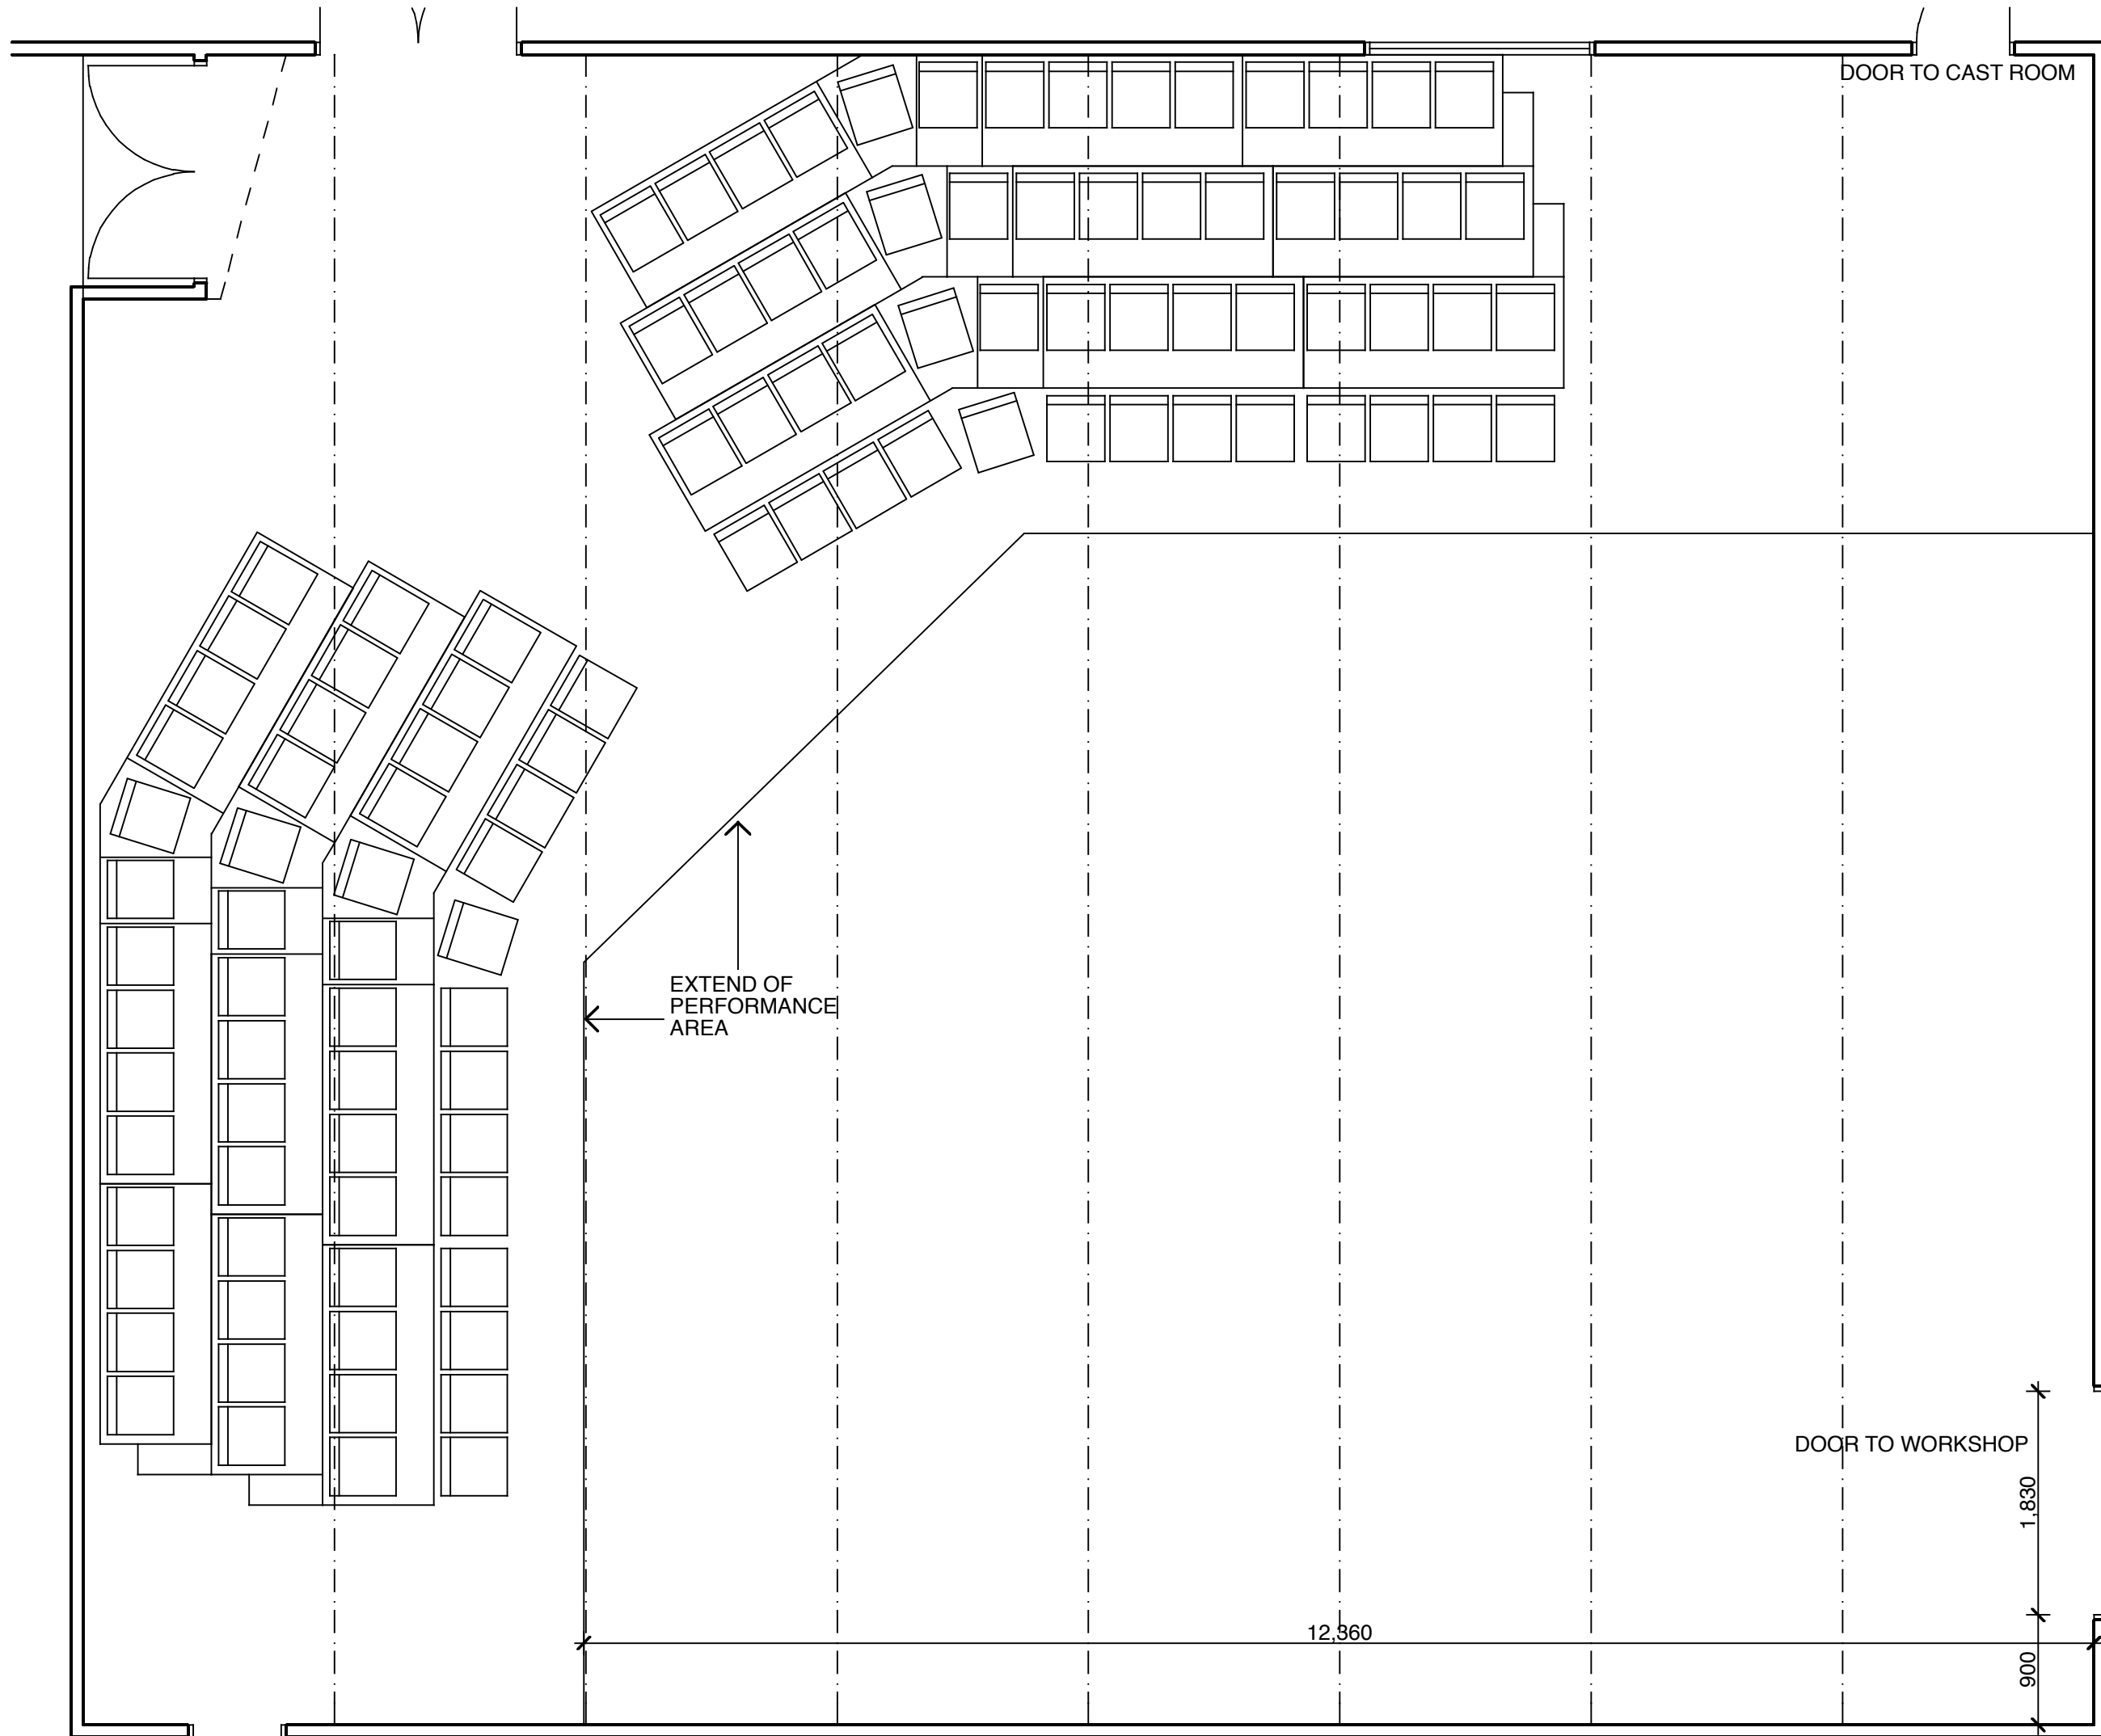 DOOR TO CAST ROOM
EXTEND OF
PERFORMANCE
AREA
DOOR TO WORKSHOP
1,830
12,360
900